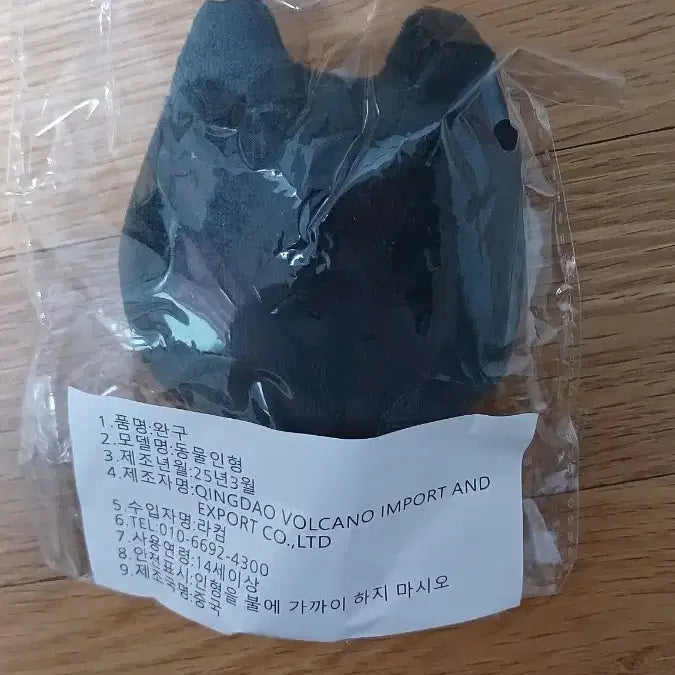 1.품명:완구
2.모델명:동물인형
3.제조년월:25년3월
4.제조자명:QINGDAO VOLCANO IMPORT AND
EXPORT CO.,LTD
5.수입자명:라컴
6.TEL:010-6692-4300
7.사용연령:14세이상
8.안전표시:인형을 불에 가까이 하지 마시오
9.제조국명:중국